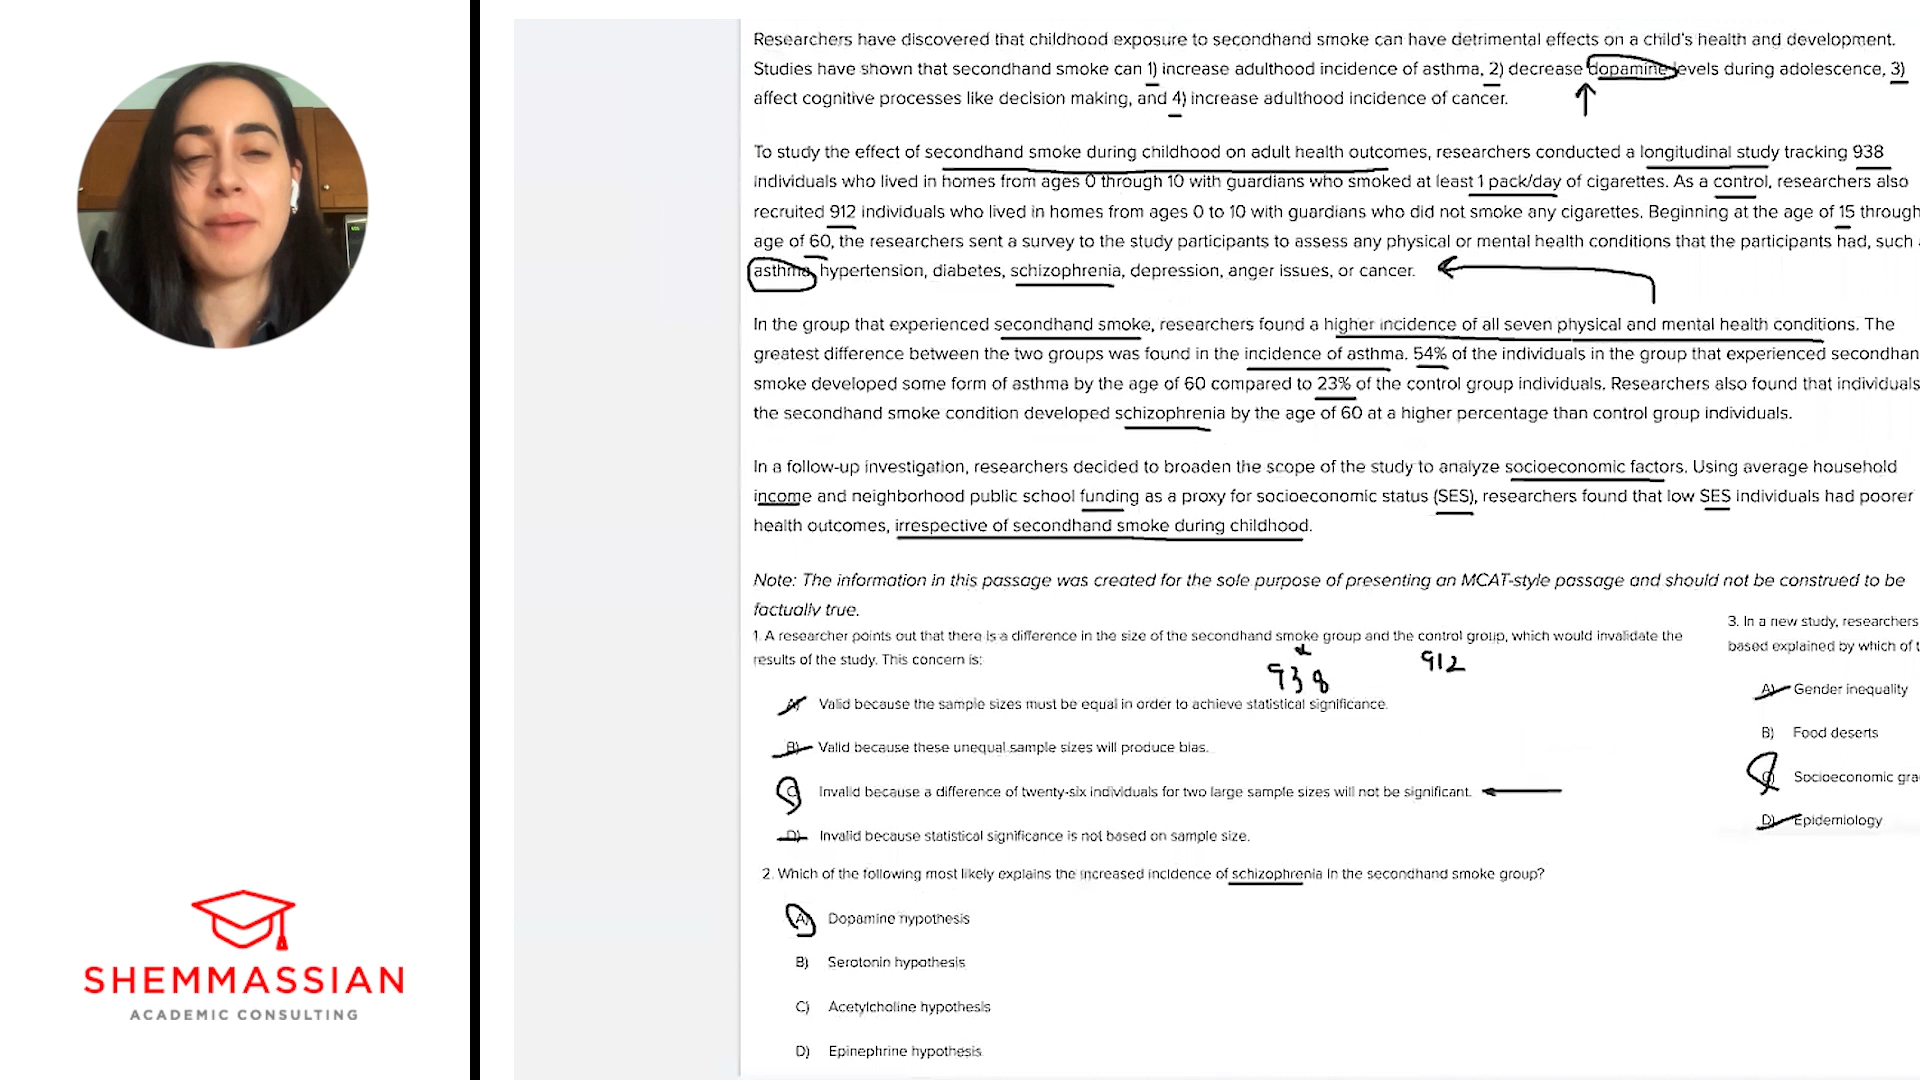 Researchers have discovered that childhood exposure to secondhand smoke can have detrimental effects on a child's health and development.
Studies have shown that secondhand smoke can 1) increase adulthood incidence of asthma, 2) decrease dopamine levels during adolescence, 3)
affect cognitive processes like decision making, and 4) increase adulthood incidence of cancer.
To study the effect of secondhand smoke during childhood on adult health outcomes, researchers conducted a longitudinal study tracking 938
individuals who lived in homes from ages 0 through 10 with guardians who smoked at least 1 pack/day of cigarettes. As a control, researchers also
recruited 912 individuals who lived in homes from ages 0 to 10 with guardians who did not smoke any cigarettes. Beginning at the age of 15 through
age of 60, the researchers sent a survey to the study participants to assess any physical or mental health conditions that the participants had, such
asthma, hypertension, diabetes, schizophrenia, depression, anger issues, or cancer.
In the group that experienced secondhand smoke, researchers found a higher incidence of all seven physical and mental health conditions. The
greatest difference between the two groups was found in the incidence of asthma. 54% of the individuals in the group that experienced secondhan
smoke developed some form of asthma by the age of 60 compared to 23% of the control group individuals. Researchers also found that individuals
the secondhand smoke condition developed schizophrenia by the age of 60 at a higher percentage than control group individuals.
In a follow-up investigation, researchers decided to broaden the scope of the study to analyze socioeconomic factors. Using average household
income and neighborhood public school funding as a proxy for socioeconomic status (SES), researchers found that low SES individuals had poorer
health outcomes, irrespective of secondhand smoke during childhood.
Note: The information in this passage was created for the sole purpose of presenting an MCAT-style passage and should not be construed to be
factually true.
1. A researcher points out that there is a difference in the size of the secondhand smoke group and the control group, which would invalidate the
results of the study. This concern is:
938
912
A) Valid because the sample sizes must be equal in order to achieve statistical significance.
B) Valid because these unequal sample sizes will produce bias.
C) Invalid because a difference of twenty-six individuals for two large sample sizes will not be significant.
D) Invalid because statistical significance is not based on sample size.
2. Which of the following most likely explains the increased incidence of schizophrenia in the secondhand smoke group?
A) Dopamine hypothesis
B) Serotonin hypothesis
C) Acetylcholine hypothesis
D) Epinephrine hypothesis
3. In a new study, researchers
based explained by which of t
A) Gender inequality
B) Food deserts
C) Socioeconomic gra
D) Epidemiology
SHEMMASSIAN
ACADEMIC CONSULTING